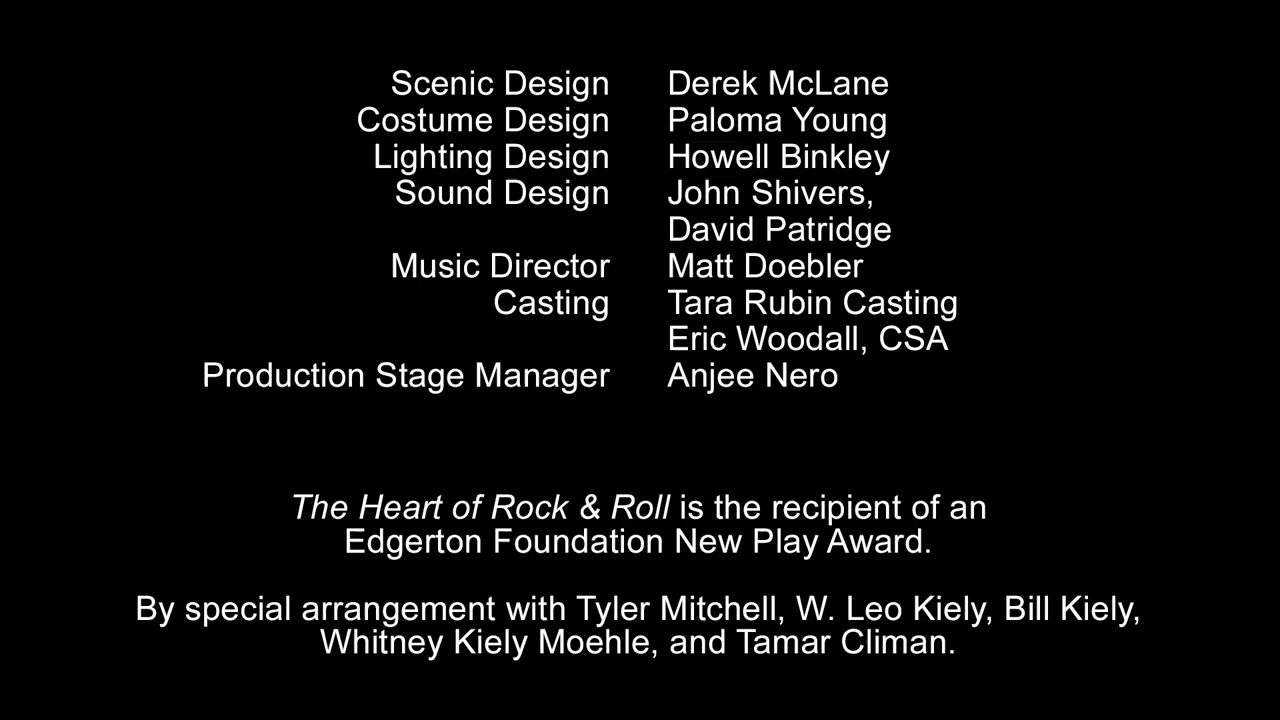 Scenic Design Derek McLane
Costume Design Paloma Young
Lighting Design Howell Binkley
Sound Design John Shivers,
David Patridge
Music Director Matt Doebler
Casting Tara Rubin Casting
Eric Woodall, CSA
Production Stage Manager Anjee Nero
The Heart of Rock & Roll is the recipient of an
Edgerton Foundation New Play Award.
By special arrangement with Tyler Mitchell, W. Leo Kiely, Bill Kiely,
Whitney Kiely Moehle, and Tamar Climan.